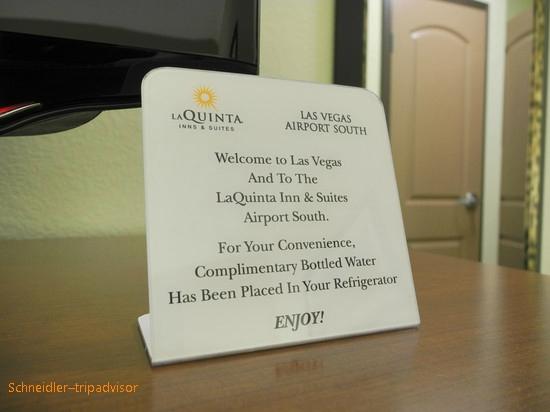 LAQUINTA
INNS & SUITES
LAS VEGAS
AIRPORT SOUTH
Welcome to Las Vegas
And To The
LaQuinta Inn & Suites
Airport South.
For Your Convenience,
Complimentary Bottled Water
Has Been Placed In Your Refrigerator
ENJOY!
Schneidler--tripadvisor